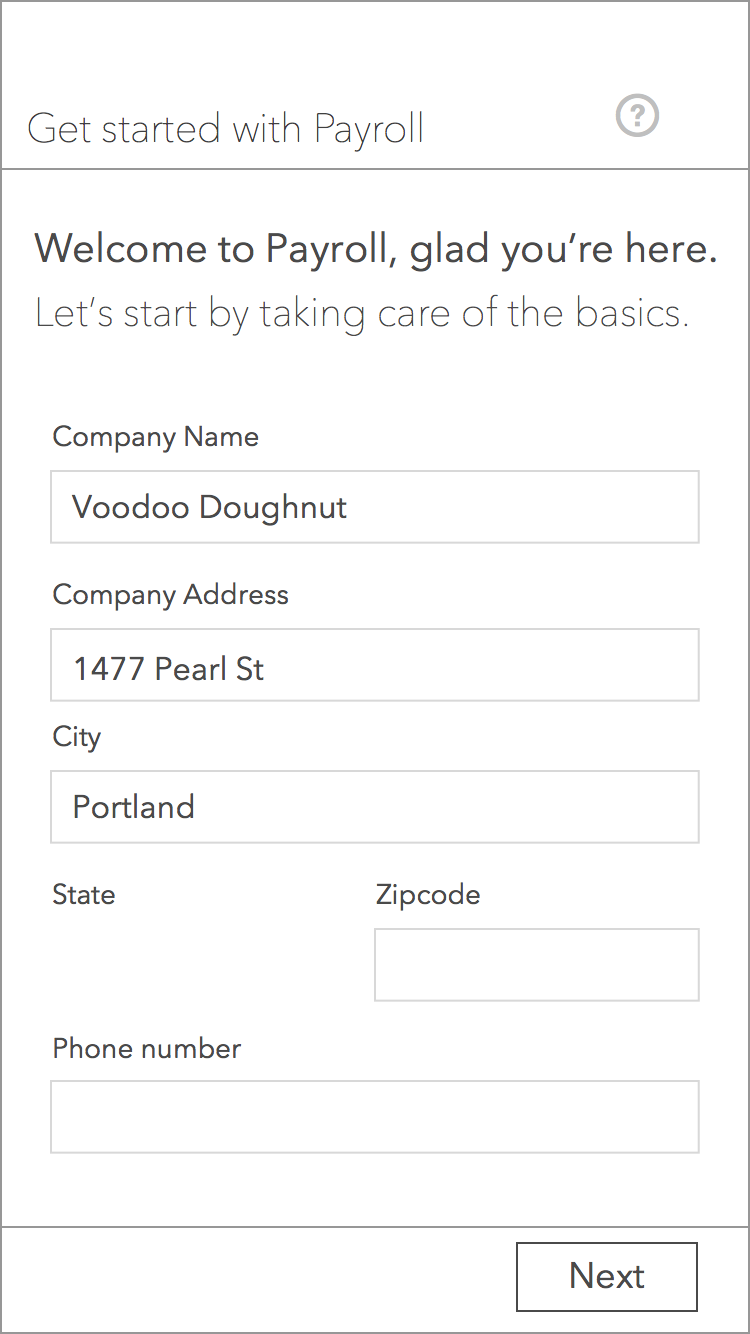 Get started with Payroll
?
Welcome to Payroll, glad you’re here.
Let’s start by taking care of the basics.
Company Name
Voodoo Doughnut
Company Address
1477 Pearl St
City
Portland
State Zipcode
Phone number
Next